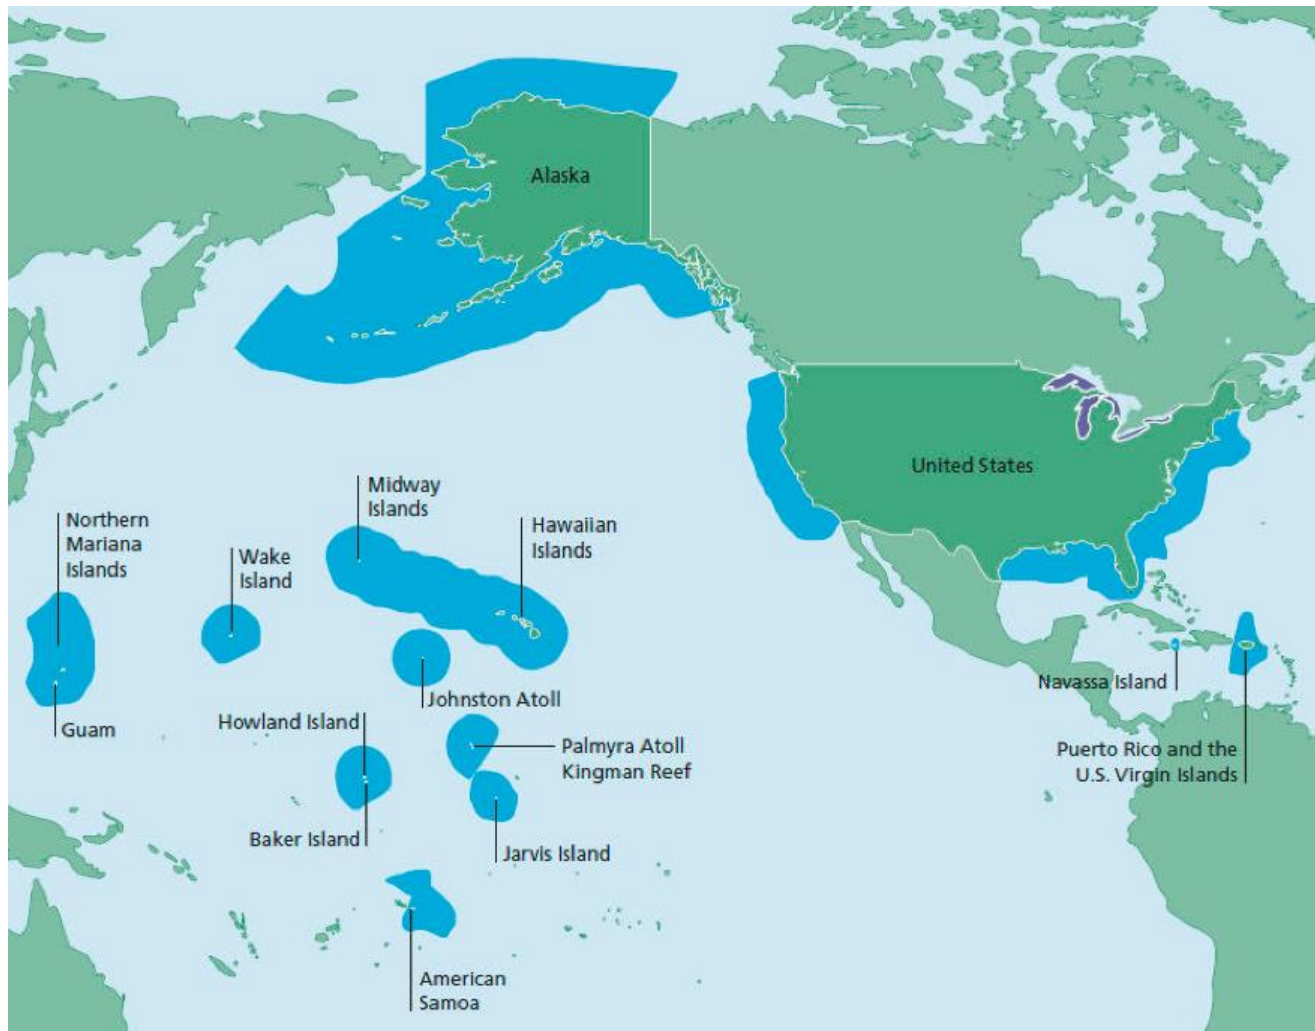 Alaska
United States
Midway
Islands
Northern
Mariana
Islands
Hawaiian
Islands
Wake
Island
Navassa Island
Johnston Atoll
Howland Island
Guam
Palmyra Atoll
Kingman Reef
Puerto Rico and the
U.S. Virgin Islands
Baker Island
Jarvis Island
American
Samoa